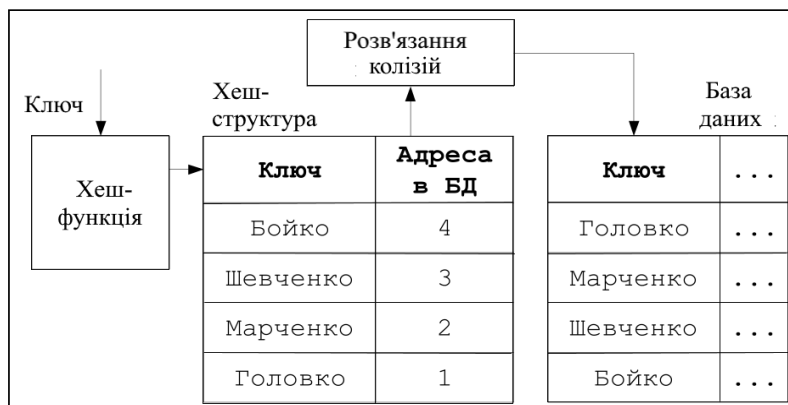 Розв'язання
колізій
Ключ
Хеш-
структура
База
даних
Хеш-
функція
Ключ
Адреса
в БД
Бойко 4
Шевченко 3
Марченко 2
Головко 1
Ключ ...
Головко ...
Марченко ...
Шевченко ...
Бойко ...